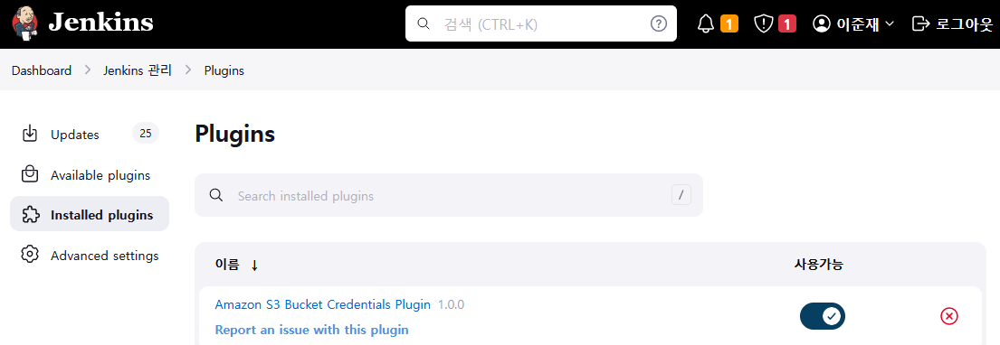 Jenkins
검색 (CTRL+K)
1
1
이준재
로그아웃
Dashboard
Jenkins 관리
Plugins
Updates
25
Available plugins
Installed plugins
Advanced settings
Plugins
Search installed plugins
/
이름 ↓
사용가능
Amazon S3 Bucket Credentials Plugin 1.0.0
Report an issue with this plugin